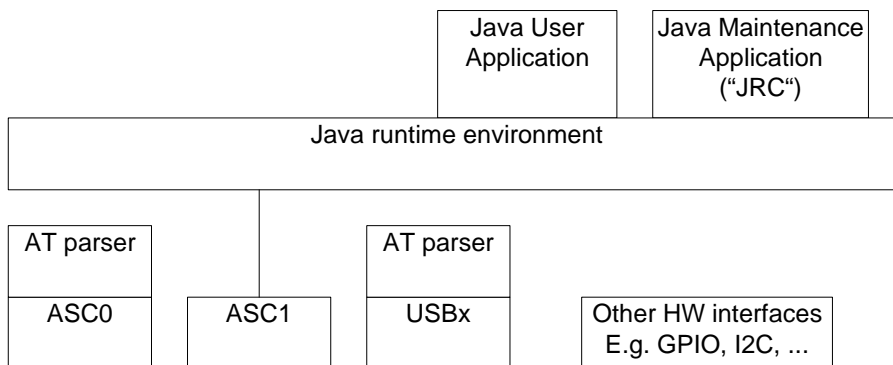 Java User
Application
Java Maintenance
Application
(“JRC“)
Java runtime environment
AT parser
AT parser
ASC0
ASC1
USBx
Other HW interfaces
E.g. GPIO, I2C, ...